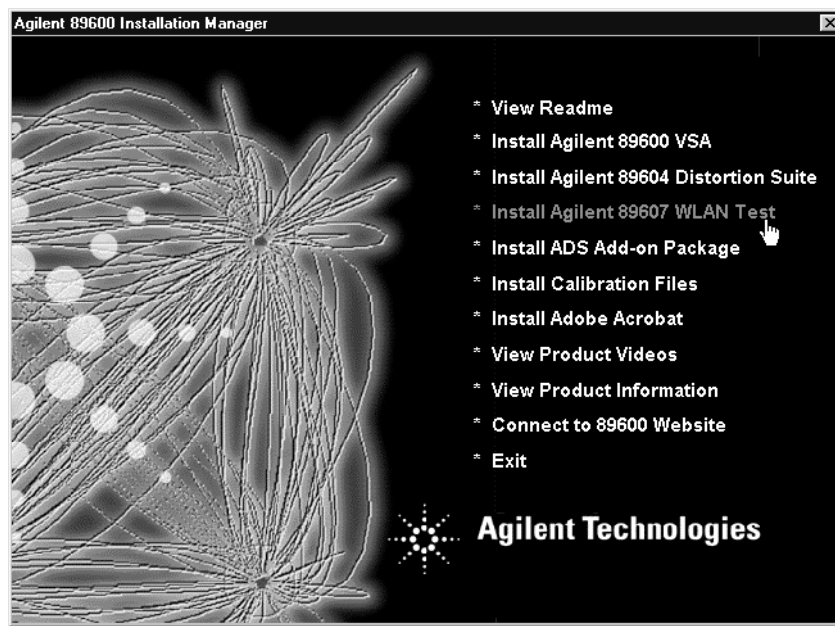 Agilent 89600 Installation Manager
* View Readme
* Install Agilent 89600 VSA
* Install Agilent 89604 Distortion Suite
* Install Agilent 89607 WLAN Test
* Install ADS Add-on Package
* Install Calibration Files
* Install Adobe Acrobat
* View Product Videos
* View Product Information
* Connect to 89600 Website
* Exit
Agilent Technologies